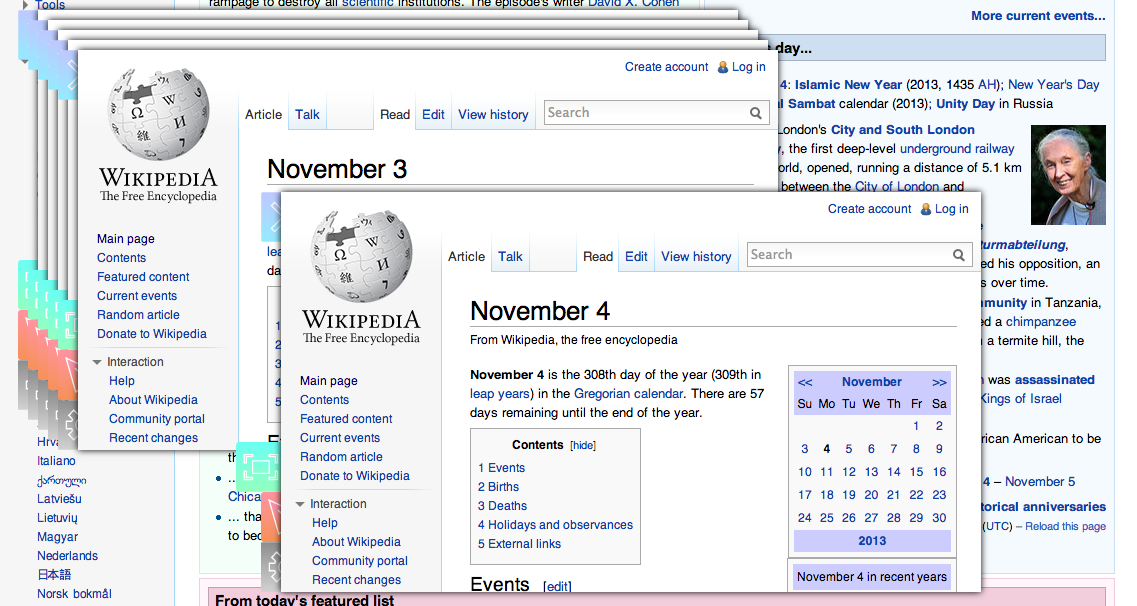 Tools
rampage to destroy all scientific institutions. The episode's writer David X. Cohen
More current events...
day...
4: Islamic New Year (2013, 1435 AH); New Year's Day
al Sambat calendar (2013); Unity Day in Russia
London's City and South London
, the first deep-level underground railway
orld, opened, running a distance of 5.1 km
between the City of London and
turmabteilung,
ed his opposition, an
s over time.
mmunity in Tanzania,
ed a chimpanzee
a termite hill, the
n was assassinated
Kings of Israel
rican American to be
4 – November 5
torical anniversaries
(UTC) – Reload this page
Create account Log in
Article Talk Read Edit View history Search
WIKIPEDIA
The Free Encyclopedia
November 3
Main page
Contents
Featured content
Current events
Random article
Donate to Wikipedia
Interaction
Help
About Wikipedia
Community portal
Recent changes
lea
da
1
2
3
4
5
E
Create account Log in
Article Talk Read Edit View history Search
WIKIPEDIA
The Free Encyclopedia
November 4
From Wikipedia, the free encyclopedia
November 4 is the 308th day of the year (309th in
leap years) in the Gregorian calendar. There are 57
days remaining until the end of the year.
Contents [hide]
1 Events
2 Births
3 Deaths
4 Holidays and observances
5 External links
Events [edit]
<< November >>
Su Mo Tu We Th Fr Sa
1 2
3 4 5 6 7 8 9
10 11 12 13 14 15 16
17 18 19 20 21 22 23
24 25 26 27 28 29 30
2013
November 4 in recent years
Main page
Contents
Featured content
Current events
Random article
Donate to Wikipedia
Interaction
Help
About Wikipedia
Community portal
Recent changes
Hrva
Italiano
ქართული
Latviešu
Lietuvių
Magyar
Nederlands
日本語
Norsk bokmål
th
• ...
Chica
• ... tha
to bec
From today's featured list